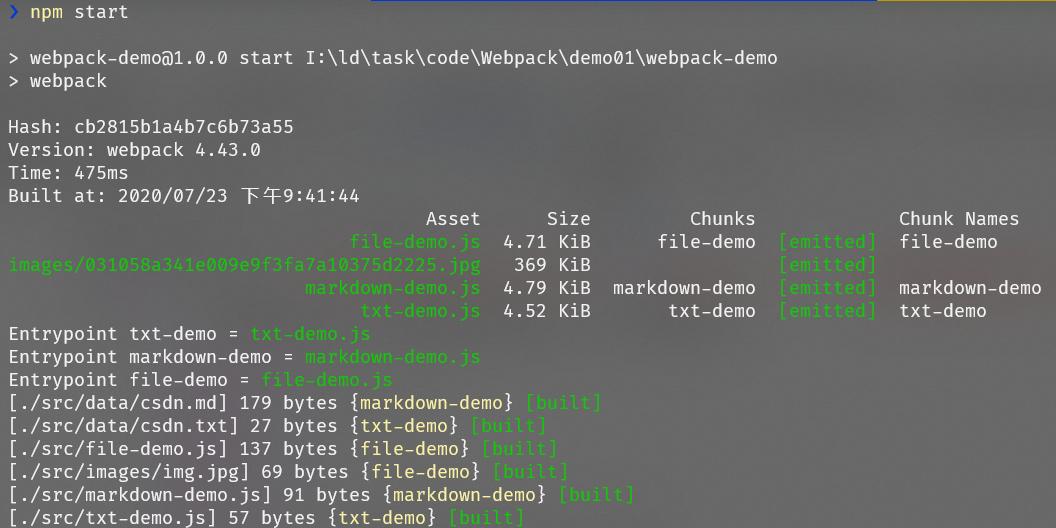 ❯ npm start
> webpack-demo@1.0.0 start I:\ld\task\code\Webpack\demo01\webpack-demo
> webpack
Hash: cb2815b1a4b7c6b73a55
Version: webpack 4.43.0
Time: 475ms
Built at: 2020/07/23 下午9:41:44
Asset Size Chunks Chunk Names
file-demo.js 4.71 KiB file-demo [emitted] file-demo
images/031058a341e009e9f3fa7a10375d2225.jpg 369 KiB [emitted]
markdown-demo.js 4.79 KiB markdown-demo [emitted] markdown-demo
txt-demo.js 4.52 KiB txt-demo [emitted] txt-demo
Entrypoint txt-demo = txt-demo.js
Entrypoint markdown-demo = markdown-demo.js
Entrypoint file-demo = file-demo.js
[./src/data/csdn.md] 179 bytes {markdown-demo} [built]
[./src/data/csdn.txt] 27 bytes {txt-demo} [built]
[./src/file-demo.js] 137 bytes {file-demo} [built]
[./src/images/img.jpg] 69 bytes {file-demo} [built]
[./src/markdown-demo.js] 91 bytes {markdown-demo} [built]
[./src/txt-demo.js] 57 bytes {txt-demo} [built]